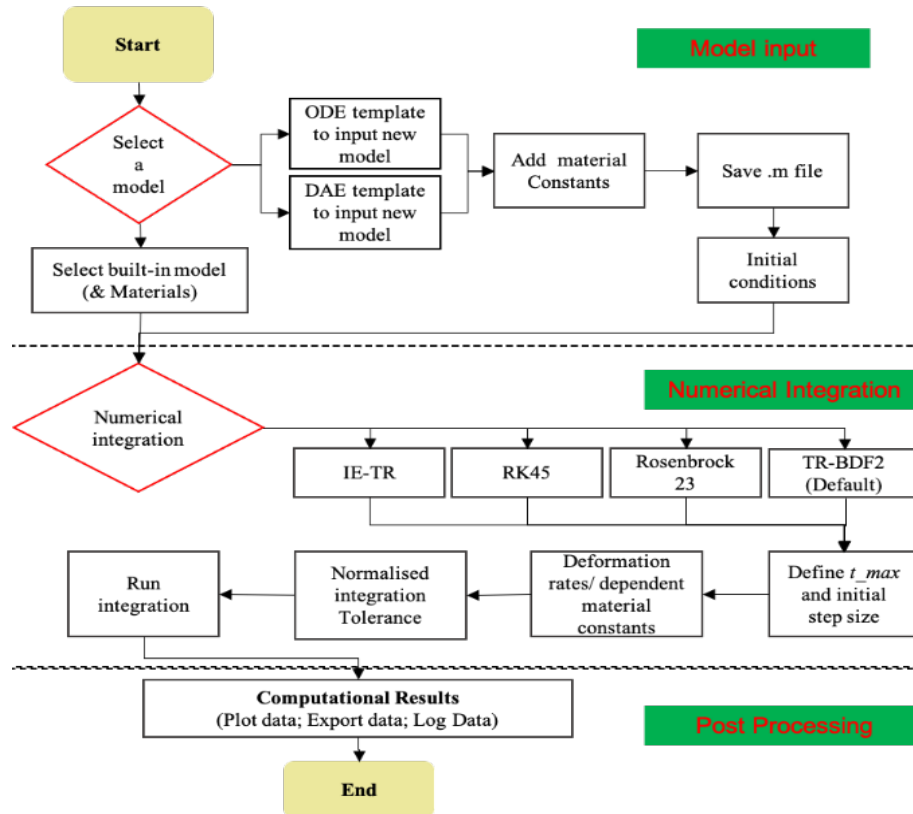 Start
Model input
Select
a
model
ODE template
to input new
model
DAE template
to input new
model
Add material
Constants
Save .m file
Select built-in model
(& Materials)
Initial
conditions
Numerical Integration
Numerical
integration
IE-TR
RK45
Rosenbrock
23
TR-BDF2
(Default)
Run
integration
Normalised
integration
Tolerance
Deformation
rates/ dependent
material
constants
Define t_max
and initial
step size
Computational Results
(Plot data; Export data; Log Data)
Post Processing
End